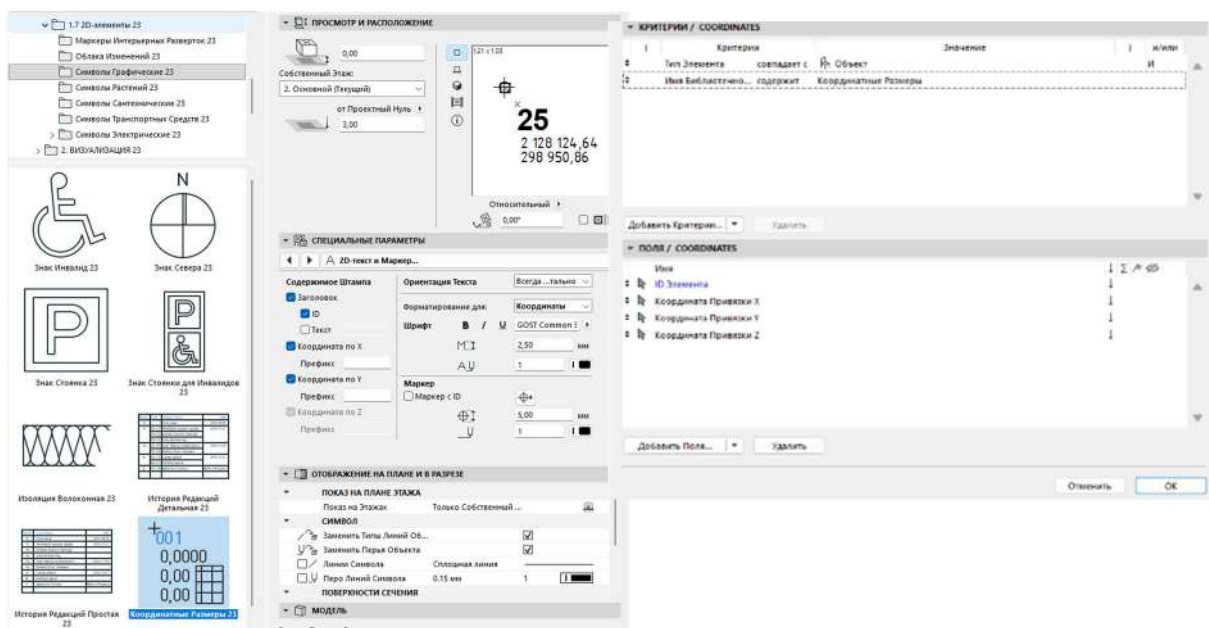 1.7 2D-элементы 23
Маркеры Интерьерных Разверток 23
Облака Изменений 23
Символы Графические 23
Символы Растений 23
Символы Сантехнические 23
Символы Транспортных Средств 23
Символы Электрические 23
2. ВИЗУАЛИЗАЦИЯ 23
N
Знак Инвалид 23
Знак Севера 23
P
P
Знак Стоянка 23
Знак Стоянки для Инвалидов 23
Изоляция Волоконная 23
История Редакций Детальная 23
001
0,0000
0,00
0,00
История Редакций Простая 23
Координатные Размеры 23
ПРОСМОТР И РАСПОЛОЖЕНИЕ
0,00
Собственный Этаж:
2. Основной (Текущий)
от Проектный Нуль
3,00
121 x 103
25
2 128 124,64
298 950,86
Относительный
0,00°
СПЕЦИАЛЬНЫЕ ПАРАМЕТРЫ
2D-текст и Маркер...
Содержимое Штампа
Заголовок
ID
Текст
Координата по X
Префикс
Координата по Y
Префикс
Координата по Z
Префикс
Ориентация Текста
Всегда ...тально
Форматирование для:
Координаты
Шрифт
B I U
GOST Common
2,50
мм
1
Маркер
Маркер с ID
5,00
мм
1
ОТОБРАЖЕНИЕ НА ПЛАНЕ И В РАЗРЕЗЕ
ПОКАЗ НА ПЛАНЕ ЭТАЖА
Показ на Этажах
Только Собственный ...
СИМВОЛ
Заменить Типы Линий Об...
Заменить Перья Объекта
Линии Символа
Сплошная линия
Перо Линий Символа
0.15 мм
1
ПОВЕРХНОСТИ СЕЧЕНИЯ
МОДЕЛЬ
КРИТЕРИИ / COORDINATES
(
Критерии
Значение
)
и/или
Тип Элемента
совпадает с
Объект
И
Имя Библиотечно...
содержит
Координатные Размеры
Добавить Критерии...
Удалить
ПОЛЯ / COORDINATES
Имя
ID Элемента
Координата Привязки X
Координата Привязки Y
Координата Привязки Z
Добавить Поля...
Удалить
Отменить
OK